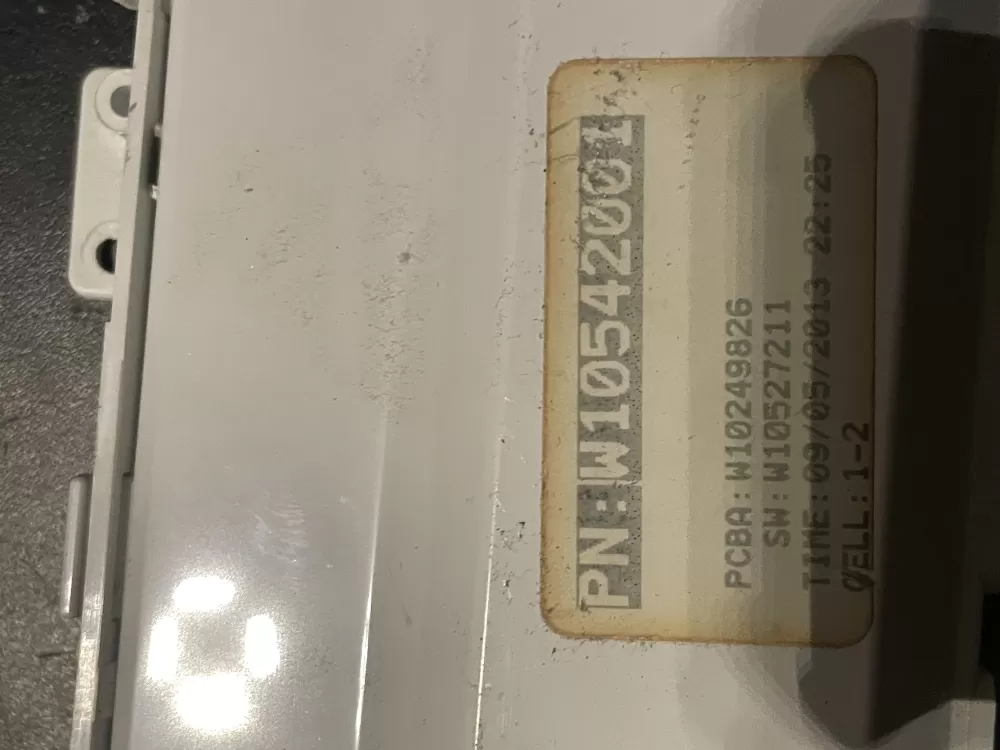 PN:W10542001
PCBA:W10249826
SW:W10527211
TIME:09/05/2013 22:25
CELL:1-2